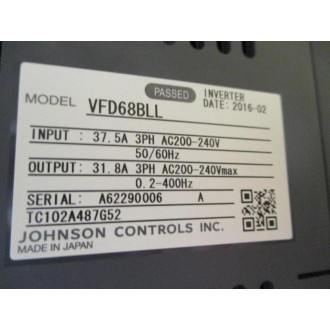 PASSED INVERTER
MODEL VFD68BLL DATE: 2016-02
INPUT : 37.5A 3PH AC200-240V
50/60Hz
OUTPUT: 31.8A 3PH AC200-240Vmax
0.2-400Hz
SERIAL: A62290006 A
TC102A487G52
JOHNSON CONTROLS INC.
MADE IN JAPAN